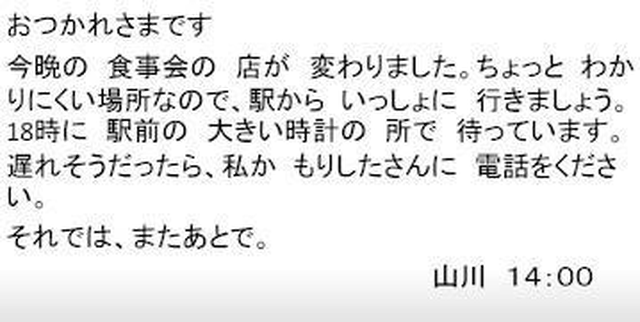 おつかれさまです
今晩の　食事会の　店が　変わりました。ちょっと　わか
りにくい場所なので、駅から　いっしょに　行きましょう。
18時に　駅前の　大きい時計の　所で　待っています。
遅れそうだったら、私か　もりしたさんに　電話をくださ
い。
それでは、またあとで。
山川　１４：００